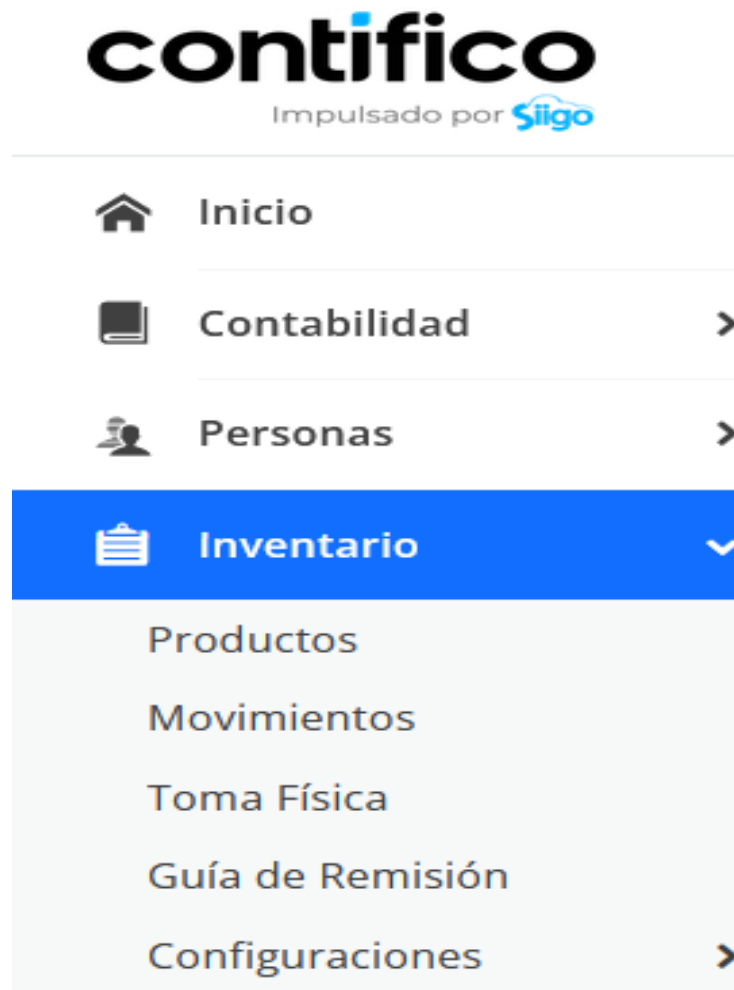 contifico
Impulsado por Siigo
Inicio
Contabilidad
Personas
Inventario
Productos
Movimientos
Toma Física
Guía de Remisión
Configuraciones